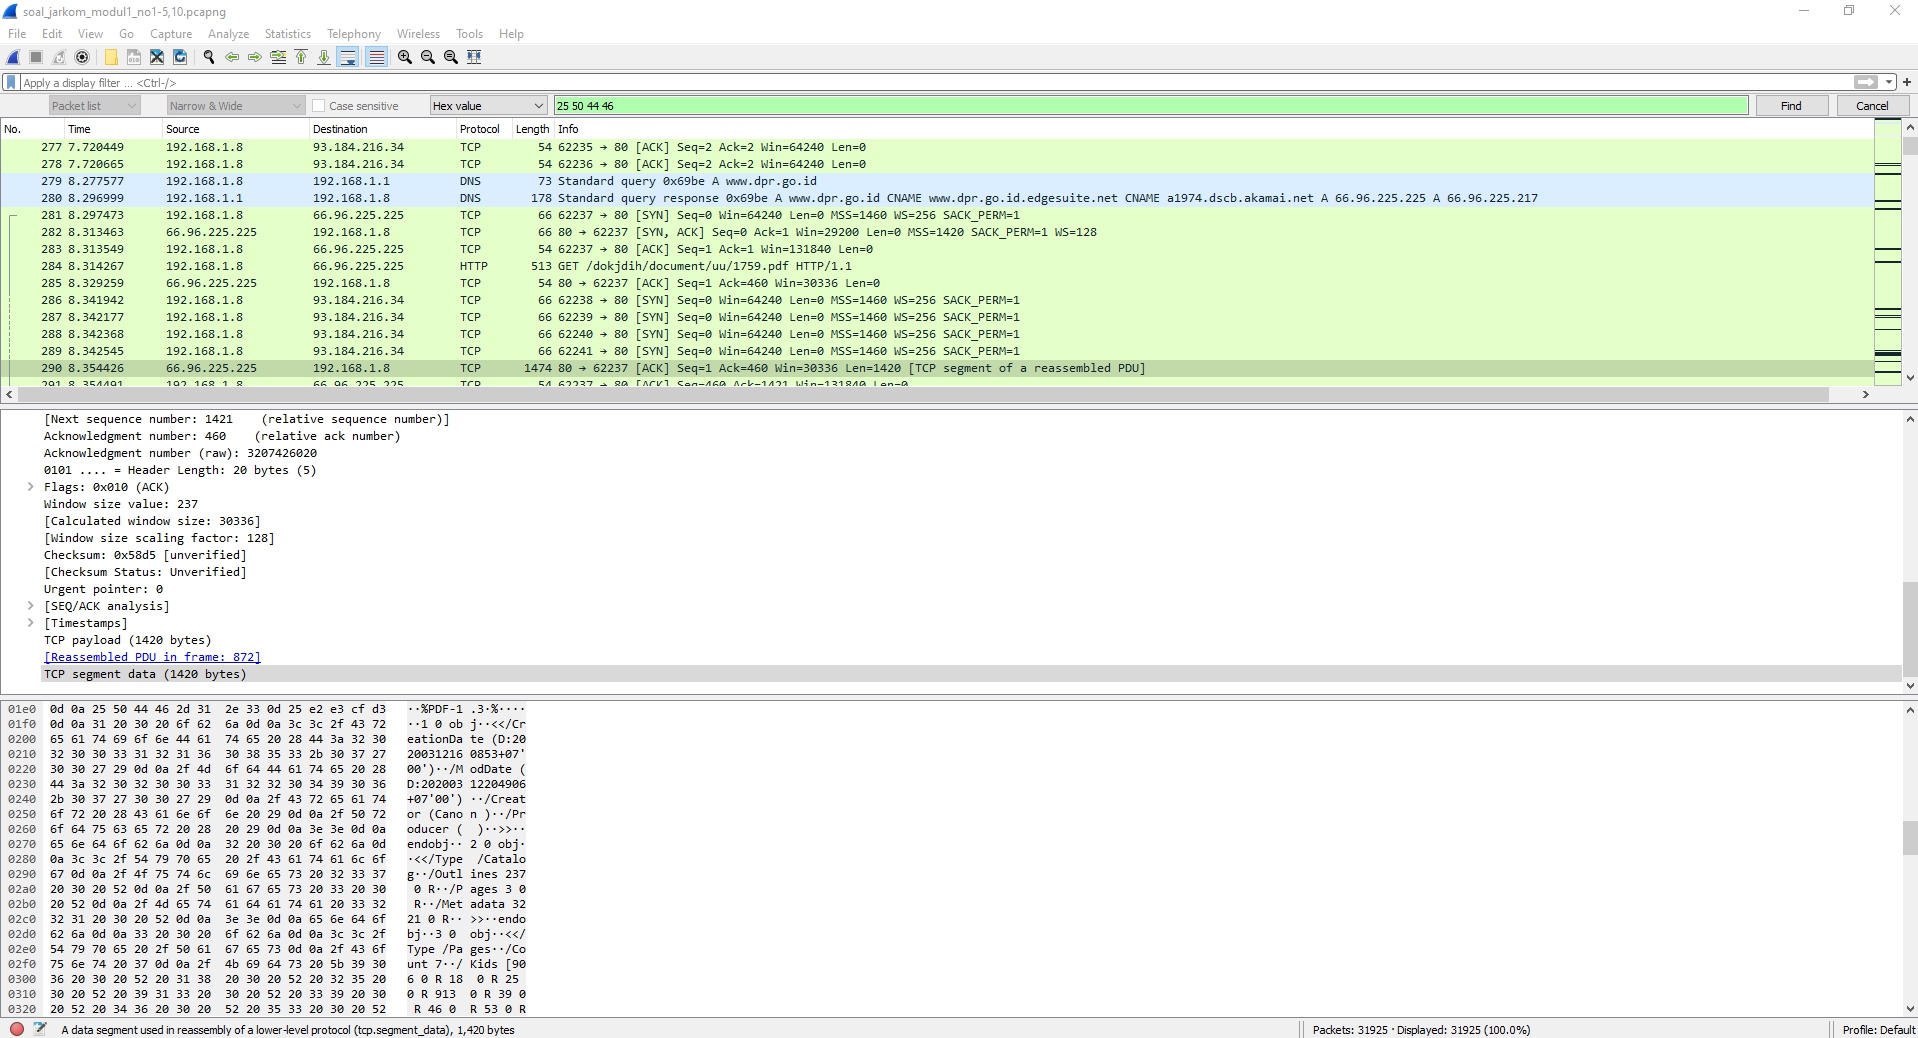 soal_jarkom_modul1_no1-5,10.pcapng
File Edit View Go Capture Analyze Statistics Telephony Wireless Tools Help
Apply a display filter ... <Ctrl-/>
Packet list Narrow & Wide Case sensitive Hex value 25 50 44 46 Find Cancel
No. Time Source Destination Protocol Length Info
277 7.720449 192.168.1.8 93.184.216.34 TCP 54 62235 → 80 [ACK] Seq=2 Ack=2 Win=64240 Len=0
278 7.720665 192.168.1.8 93.184.216.34 TCP 54 62236 → 80 [ACK] Seq=2 Ack=2 Win=64240 Len=0
279 8.277577 192.168.1.8 192.168.1.1 DNS 73 Standard query 0x69be A www.dpr.go.id
280 8.296999 192.168.1.1 192.168.1.8 DNS 178 Standard query response 0x69be A www.dpr.go.id CNAME www.dpr.go.id.edgesuite.net CNAME a1974.dscb.akamai.net A 66.96.225.225 A 66.96.225.217
281 8.297473 192.168.1.8 66.96.225.225 TCP 66 62237 → 80 [SYN] Seq=0 Win=64240 Len=0 MSS=1460 WS=256 SACK_PERM=1
282 8.313463 66.96.225.225 192.168.1.8 TCP 66 80 → 62237 [SYN, ACK] Seq=0 Ack=1 Win=29200 Len=0 MSS=1420 SACK_PERM=1 WS=128
283 8.313549 192.168.1.8 66.96.225.225 TCP 54 62237 → 80 [ACK] Seq=1 Ack=1 Win=131840 Len=0
284 8.314267 192.168.1.8 66.96.225.225 HTTP 513 GET /dokjdih/document/uu/1759.pdf HTTP/1.1
285 8.329259 66.96.225.225 192.168.1.8 TCP 54 80 → 62237 [ACK] Seq=1 Ack=460 Win=30336 Len=0
286 8.341942 192.168.1.8 93.184.216.34 TCP 66 62238 → 80 [SYN] Seq=0 Win=64240 Len=0 MSS=1460 WS=256 SACK_PERM=1
287 8.342177 192.168.1.8 93.184.216.34 TCP 66 62239 → 80 [SYN] Seq=0 Win=64240 Len=0 MSS=1460 WS=256 SACK_PERM=1
288 8.342368 192.168.1.8 93.184.216.34 TCP 66 62240 → 80 [SYN] Seq=0 Win=64240 Len=0 MSS=1460 WS=256 SACK_PERM=1
289 8.342545 192.168.1.8 93.184.216.34 TCP 66 62241 → 80 [SYN] Seq=0 Win=64240 Len=0 MSS=1460 WS=256 SACK_PERM=1
290 8.354426 66.96.225.225 192.168.1.8 TCP 1474 80 → 62237 [ACK] Seq=1 Ack=460 Win=30336 Len=1420 [TCP segment of a reassembled PDU]
291 8.354491 192.168.1.8 66.96.225.225 TCP 54 62237 → 80 [ACK] Seq=460 Ack=1421 Win=131840 Len=0
[Next sequence number: 1421 (relative sequence number)]
Acknowledgment number: 460 (relative ack number)
Acknowledgment number (raw): 3207426020
0101 .... = Header Length: 20 bytes (5)
Flags: 0x010 (ACK)
Window size value: 237
[Calculated window size: 30336]
[Window size scaling factor: 128]
Checksum: 0x58d5 [unverified]
[Checksum Status: Unverified]
Urgent pointer: 0
[SEQ/ACK analysis]
[Timestamps]
TCP payload (1420 bytes)
[Reassembled PDU in frame: 872]
TCP segment data (1420 bytes)
01e0 0d 0a 25 50 44 46 2d 31 2e 33 0d 25 e2 e3 cf d3 ··%PDF-1 .3·%····
01f0 0d 0a 31 20 30 20 6f 62 6a 0d 0a 3c 3c 2f 43 72 ··1 0 ob j··<</Cr
0200 65 61 74 69 6f 6e 44 61 74 65 20 28 44 3a 32 30 eationDa te (D:20
0210 32 30 30 33 31 32 31 36 30 38 35 33 2b 30 37 27 20031216 0853+07'
0220 30 30 27 29 0d 0a 2f 4d 6f 64 44 61 74 65 20 28 00')··/M odDate (
0230 44 3a 32 30 32 30 30 33 31 32 32 30 34 39 30 36 D:202003 12204906
0240 2b 30 37 27 30 30 27 29 0d 0a 2f 43 72 65 61 74 +07'00') ··/Creat
0250 6f 72 20 28 43 61 6e 6f 6e 20 29 0d 0a 2f 50 72 or (Cano n )··/Pr
0260 6f 64 75 63 65 72 20 28 20 29 0d 0a 3e 3e 0d 0a oducer ( )··>>··
0270 65 6e 64 6f 62 6a 0d 0a 32 20 30 20 6f 62 6a 0d endobj·· 2 0 obj·
0280 0a 3c 3c 2f 54 79 70 65 20 2f 43 61 74 61 6c 6f ·<</Type /Catalo
0290 67 0d 0a 2f 4f 75 74 6c 69 6e 65 73 20 32 33 37 g··/Outl ines 237
02a0 20 30 20 52 0d 0a 2f 50 61 67 65 73 20 33 20 30 0 R··/P ages 3 0
02b0 20 52 0d 0a 2f 4d 65 74 61 64 61 74 61 20 33 32 R··/Met adata 32
02c0 32 31 20 30 20 52 0d 0a 3e 3e 0d 0a 65 6e 64 6f 21 0 R·· >>··endo
02d0 62 6a 0d 0a 33 20 30 20 6f 62 6a 0d 0a 3c 3c 2f bj··3 0 obj··<</
02e0 54 79 70 65 20 2f 50 61 67 65 73 0d 0a 2f 43 6f Type /Pa ges··/Co
02f0 75 6e 74 20 37 0d 0a 2f 4b 69 64 73 20 5b 39 30 unt 7··/ Kids [90
0300 36 20 30 20 52 20 31 38 20 30 20 52 20 32 35 20 6 0 R 18 0 R 25
0310 30 20 52 20 39 31 33 20 30 20 52 20 33 39 20 30 0 R 913 0 R 39 0
0320 20 52 20 34 36 20 30 20 52 20 35 33 20 30 20 52 R 46 0 R 53 0 R
A data segment used in reassembly of a lower-level protocol (tcp.segment_data), 1,420 bytes
Packets: 31925 · Displayed: 31925 (100.0%)
Profile: Default